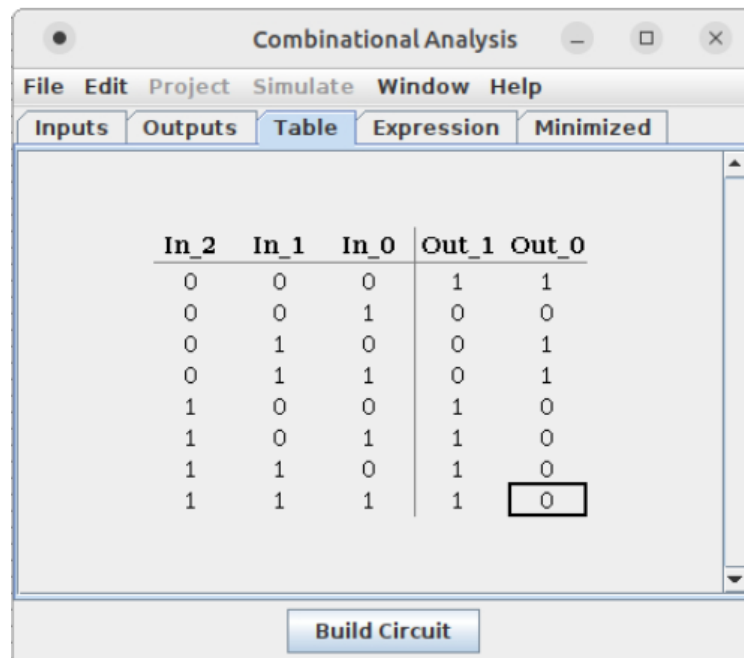 Combinational Analysis
File Edit Project Simulate Window Help
Inputs Outputs Table Expression Minimized
In_2 In_1 In_0 Out_1 Out_0
0 0 0 1 1
0 0 1 0 0
0 1 0 0 1
0 1 1 0 1
1 0 0 1 0
1 0 1 1 0
1 1 0 1 0
1 1 1 1 0
Build Circuit